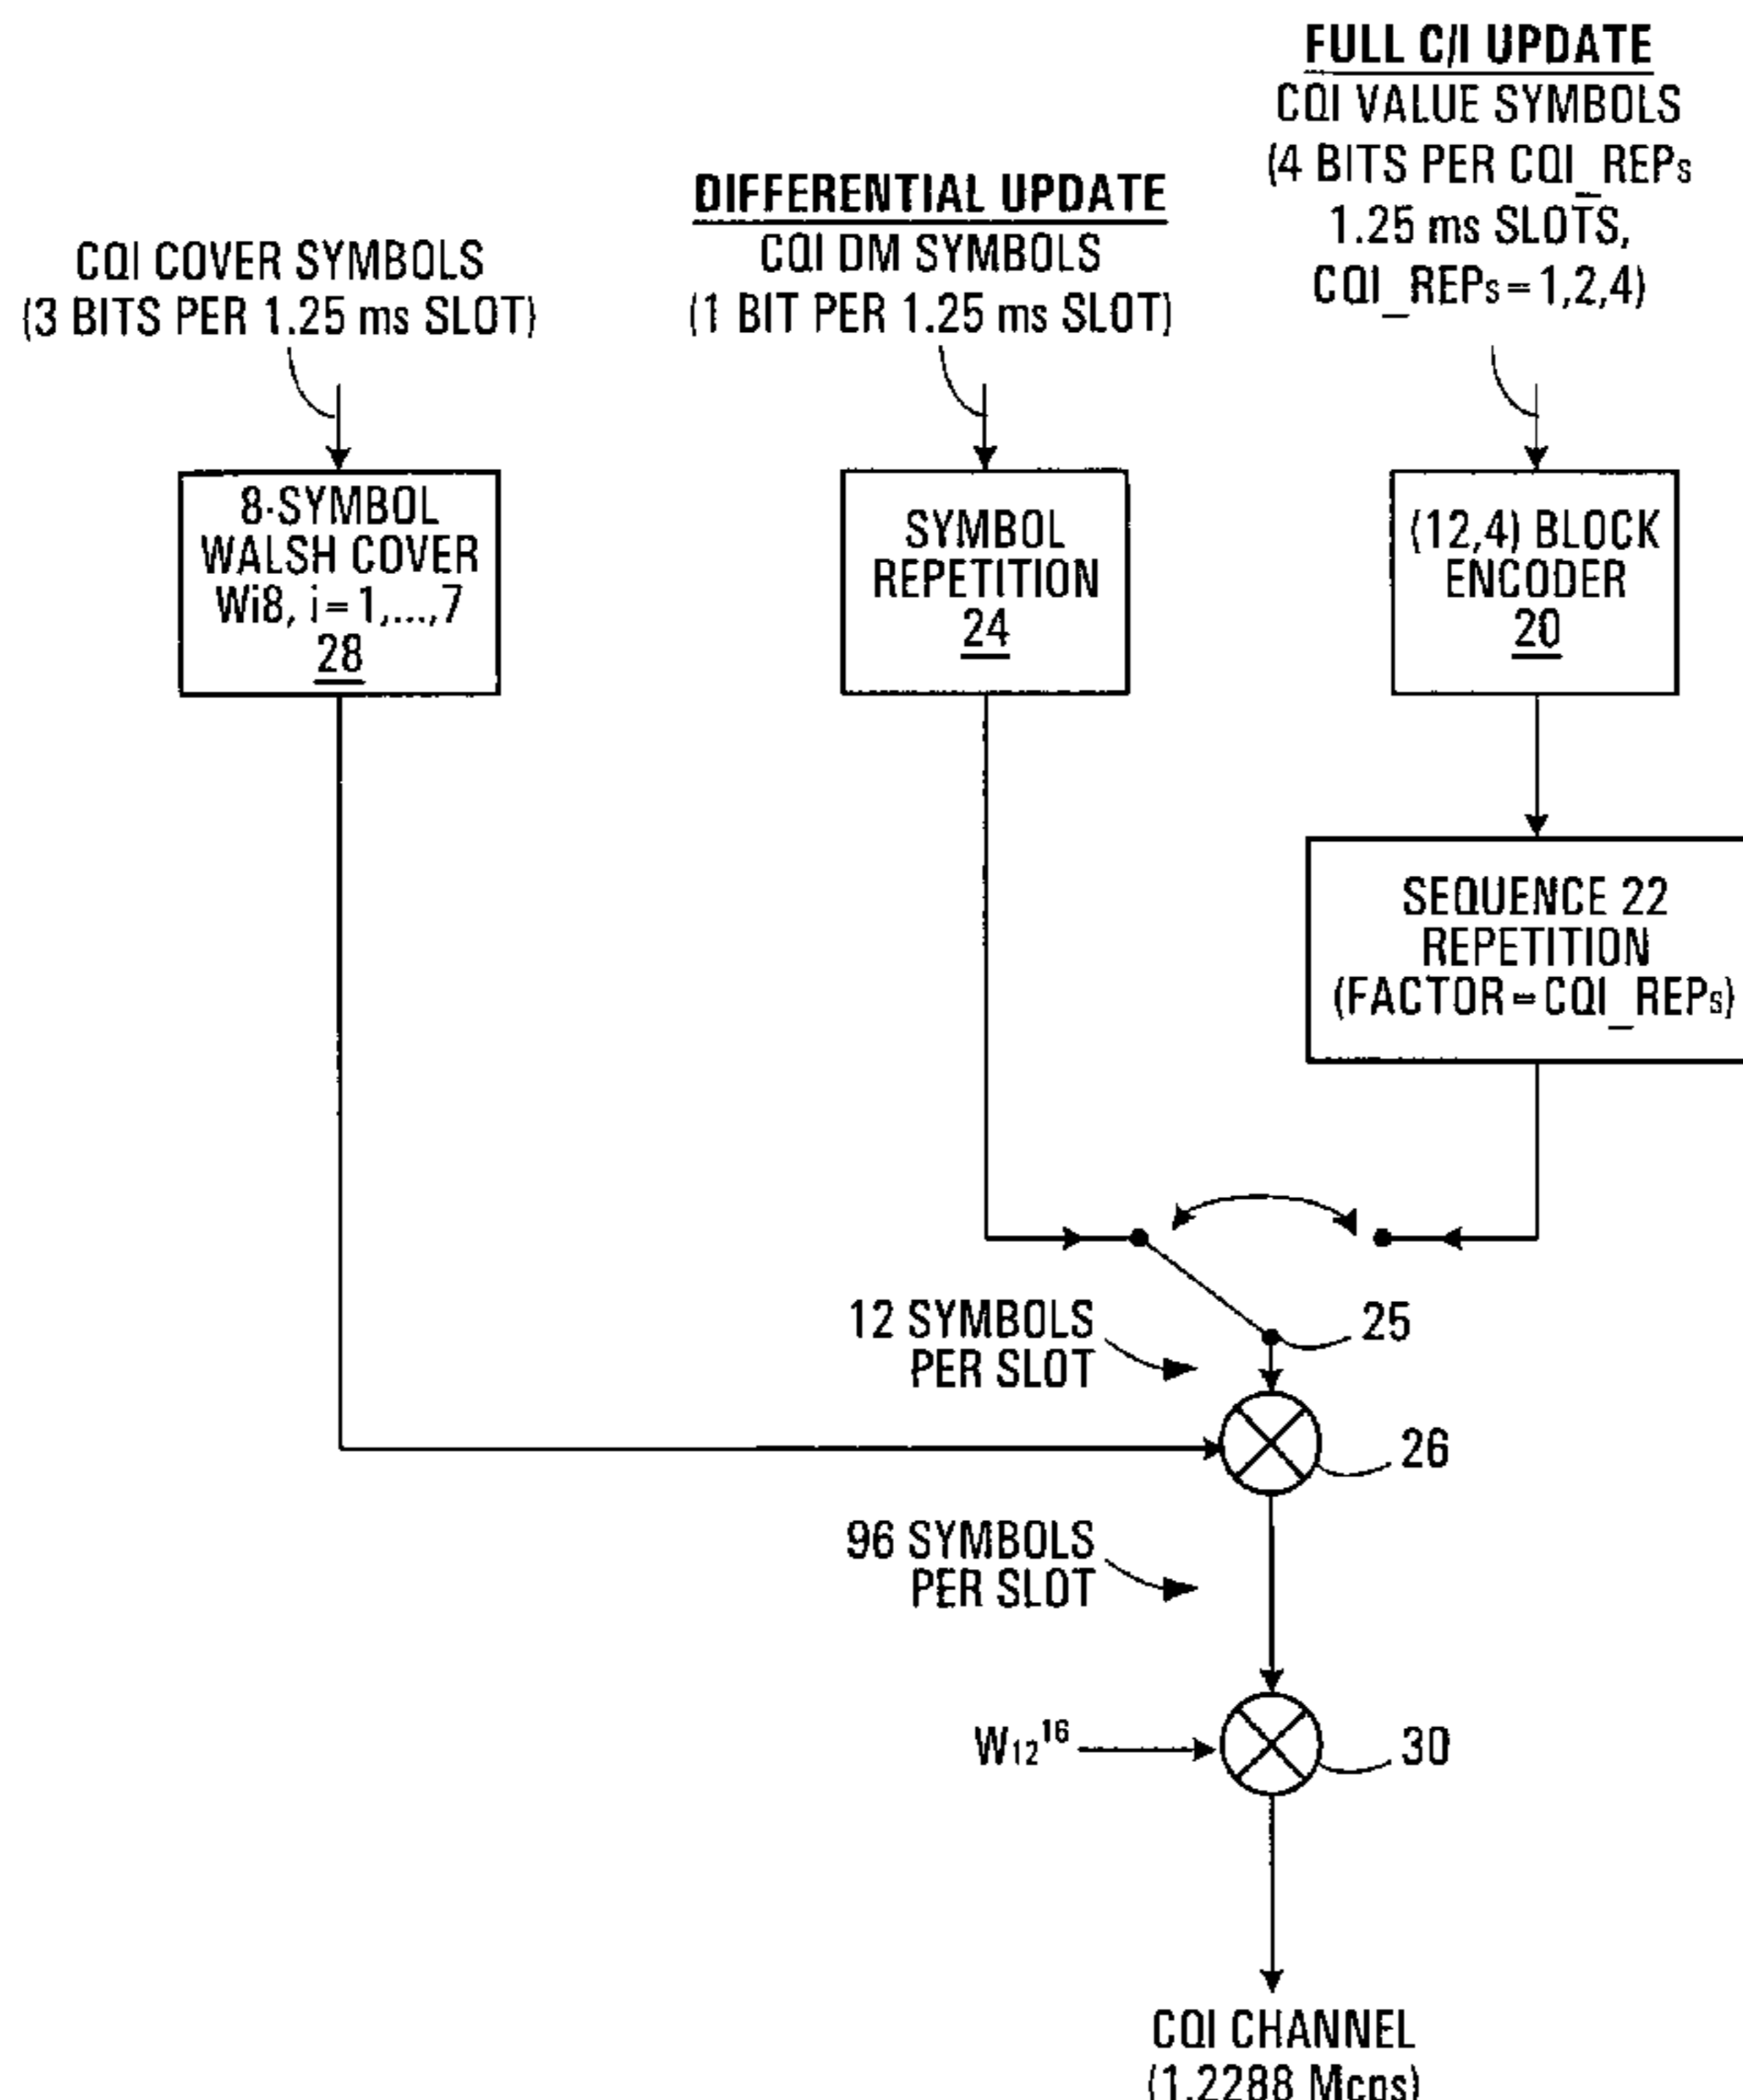 FULL C/I UPDATE
CQI VALUE SYMBOLS
(4 BITS PER CQI_REPs
1.25 ms SLOTS,
CQI_REPs = 1,2,4)
DIFFERENTIAL UPDATE
CQI DM SYMBOLS
(1 BIT PER 1.25 ms SLOT)
CQI COVER SYMBOLS
(3 BITS PER 1.25 ms SLOT)
8-SYMBOL
WALSH COVER
Wi8, i = 1,...,7
28
SYMBOL
REPETITION
24
(12,4) BLOCK
ENCODER
20
SEQUENCE 22
REPETITION
(FACTOR = CQI_REPs)
12 SYMBOLS
PER SLOT
25
26
96 SYMBOLS
PER SLOT
W₁₂¹⁶
30
CQI CHANNEL
(1.2288 Mcps)